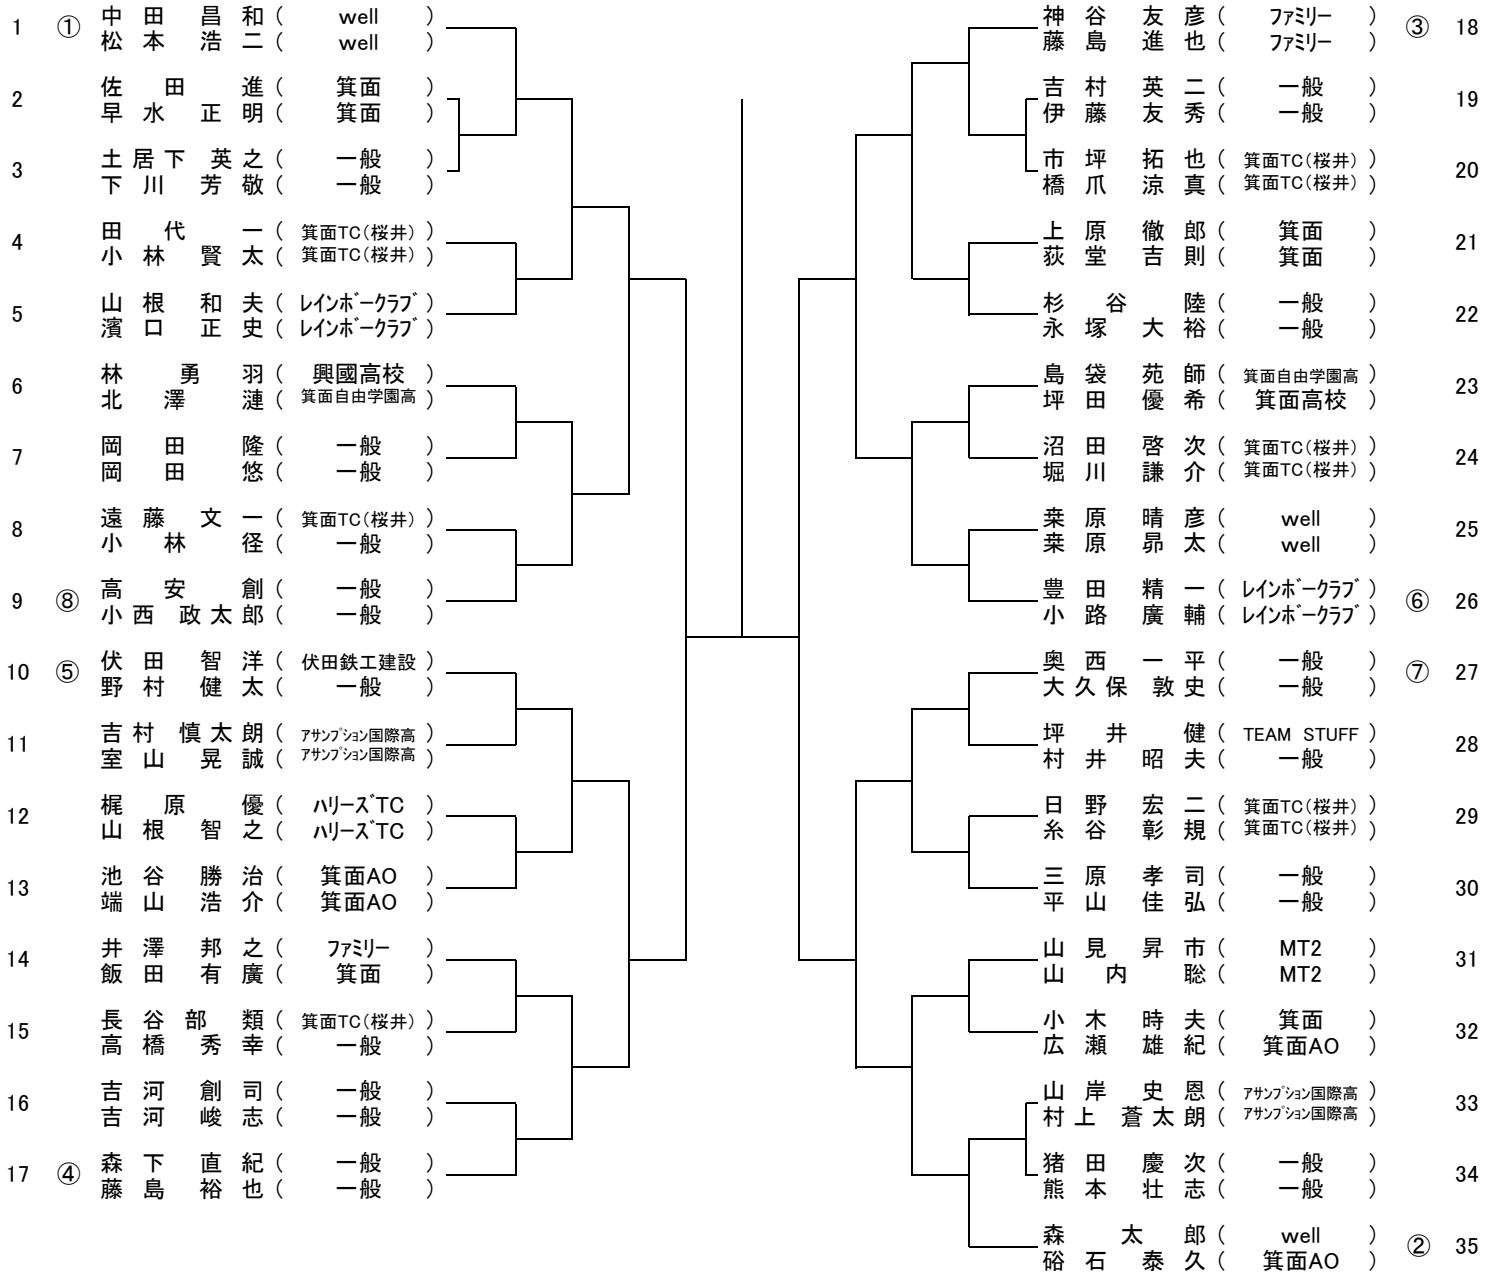 1 ① 中田 昌和 ( well )
松本 浩二 ( well )
2 佐田 進 ( 箕面 )
早水 正明 ( 箕面 )
3 土居下 英之 ( 一般 )
下川 芳敬 ( 一般 )
4 田代 一 ( 箕面TC(桜井) )
小林 賢太 ( 箕面TC(桜井) )
5 山根 和夫 ( ﾚｲﾝﾎﾞｰｸﾗﾌﾞ )
濱口 正史 ( ﾚｲﾝﾎﾞｰｸﾗﾌﾞ )
6 林 勇羽 ( 興國高校 )
北澤 漣 ( 箕面自由学園高 )
7 岡田 隆 ( 一般 )
岡田 悠 ( 一般 )
8 遠藤 文一 ( 箕面TC(桜井) )
小林 径 ( 一般 )
9 ⑧ 高安 創 ( 一般 )
小西 政太郎 ( 一般 )
10 ⑤ 伏田 智洋 ( 伏田鉄工建設 )
野村 健太 ( 一般 )
11 吉村 慎太朗 ( ｱｻﾝﾌﾟｼｮﾝ国際高 )
室山 晃誠 ( ｱｻﾝﾌﾟｼｮﾝ国際高 )
12 梶原 優 ( ﾊﾘｰｽﾞTC )
山根 智之 ( ﾊﾘｰｽﾞTC )
13 池谷 勝治 ( 箕面AO )
端山 浩介 ( 箕面AO )
14 井澤 邦之 ( ﾌｧﾐﾘｰ )
飯田 有廣 ( 箕面 )
15 長谷部 類 ( 箕面TC(桜井) )
高橋 秀幸 ( 一般 )
16 吉河 創司 ( 一般 )
吉河 峻志 ( 一般 )
17 ④ 森下 直紀 ( 一般 )
藤島 裕也 ( 一般 )
神谷 友彦 ( ﾌｧﾐﾘｰ ) ③ 18
藤島 進也 ( ﾌｧﾐﾘｰ )
吉村 英二 ( 一般 ) 19
伊藤 友秀 ( 一般 )
市坪 拓也 ( 箕面TC(桜井) ) 20
橋爪 涼真 ( 箕面TC(桜井) )
上原 徹郎 ( 箕面 ) 21
荻堂 吉則 ( 箕面 )
杉谷 陸 ( 一般 ) 22
永塚 大裕 ( 一般 )
島袋 苑師 ( 箕面自由学園高 ) 23
坪田 優希 ( 箕面高校 )
沼田 啓次 ( 箕面TC(桜井) ) 24
堀川 謙介 ( 箕面TC(桜井) )
桒原 晴彦 ( well ) 25
桒原 昴太 ( well )
豊田 精一 ( ﾚｲﾝﾎﾞｰｸﾗﾌﾞ ) ⑥ 26
小路 廣輔 ( ﾚｲﾝﾎﾞｰｸﾗﾌﾞ )
奥西 一平 ( 一般 ) ⑦ 27
大久保 敦史 ( 一般 )
坪井 健 ( TEAM STUFF ) 28
村井 昭夫 ( 一般 )
日野 宏二 ( 箕面TC(桜井) ) 29
糸谷 彰規 ( 箕面TC(桜井) )
三原 孝司 ( 一般 ) 30
平山 佳弘 ( 一般 )
山見 昇市 ( MT2 ) 31
山内 聡 ( MT2 )
小木 時夫 ( 箕面 ) 32
広瀬 雄紀 ( 箕面AO )
山岸 史恩 ( ｱｻﾝﾌﾟｼｮﾝ国際高 ) 33
村上 蒼太朗 ( ｱｻﾝﾌﾟｼｮﾝ国際高 )
猪田 慶次 ( 一般 ) 34
熊本 壮志 ( 一般 )
森 太郎 ( well ) ② 35
硲石 泰久 ( 箕面AO )